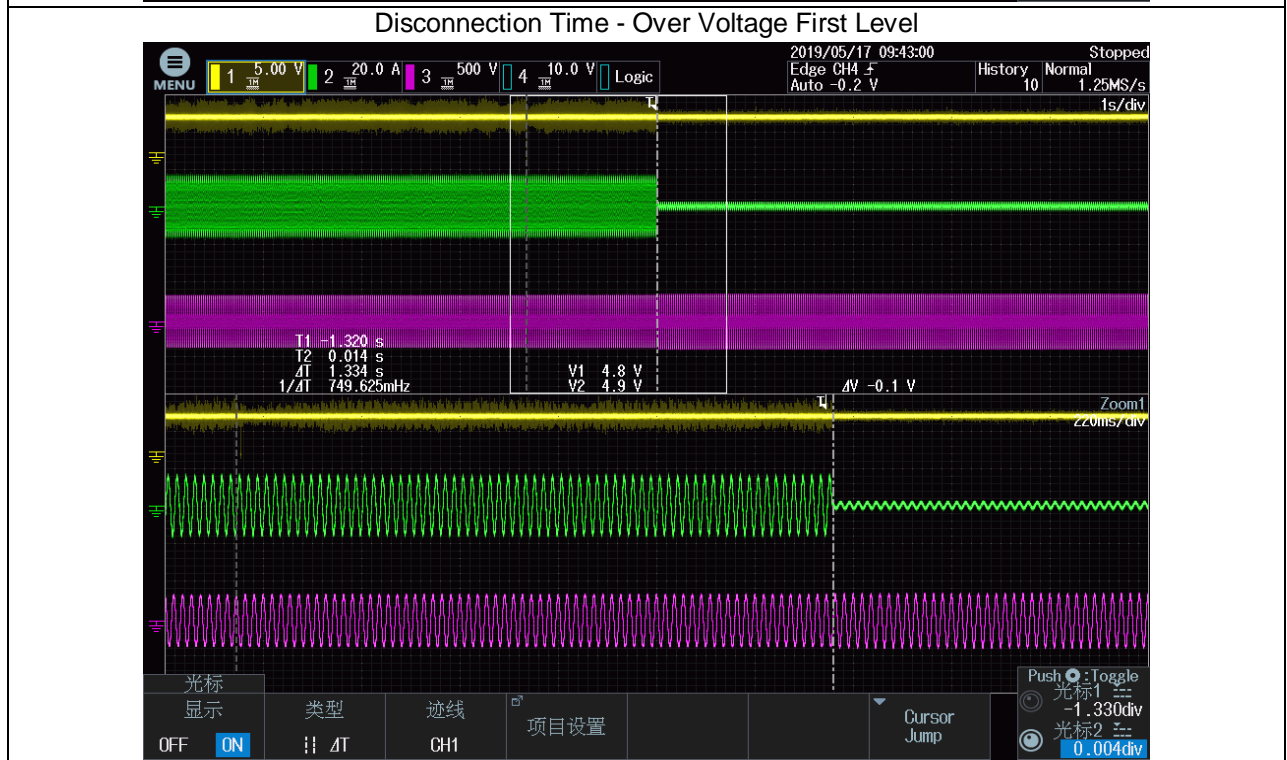 Disconnection Time - Over Voltage First Level
2019/05/17 09:43:00 Stopped
MENU 1 5.00 V 1M 2 20.0 A 1M 3 500 V 1M 4 10.0 V 1M Logic Edge CH4 Auto -0.2 V History 10 Normal 1.25MS/s
1s/div
T
T1 -1.320 s
T2 0.014 s
ΔT 1.334 s V1 4.8 V
1/ΔT 749.625mHz V2 4.9 V ΔV -0.1 V
T Zoom1
220ms/div
光标 Push :Toggle
显示 类型 迹线 项目设置 Cursor Jump 光标1
-1.330div
OFF ON ΔT CH1 光标2
0.004div